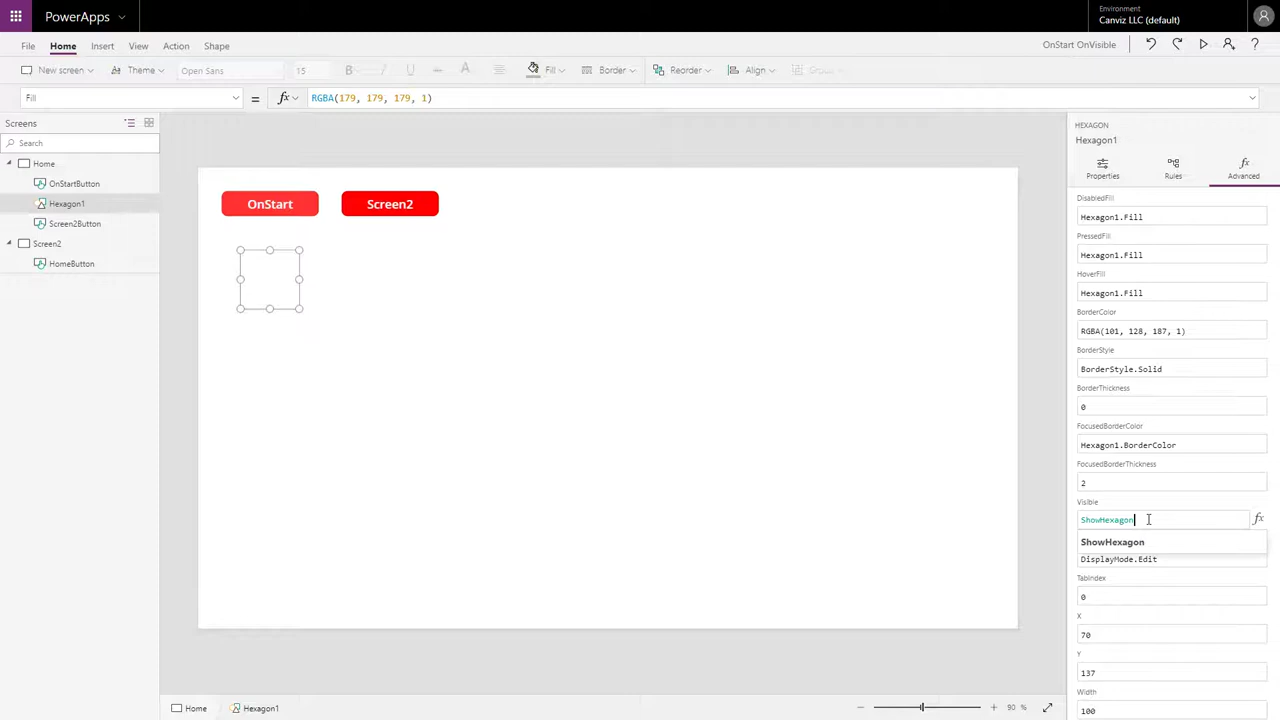 PowerApps
Environment
Canviz LLC (default)
File Home Insert View Action Shape
OnStart OnVisible
New screen Theme Open Sans 15 B / U Fill Border Reorder Align Group
Fill = fx RGBA(179, 179, 179, 1)
Screens
Search
Home
OnStartButton
Hexagon1
Screen2Button
Screen2
HomeButton
OnStart Screen2
HEXAGON
Hexagon1
Properties Rules Advanced
DisabledFill
Hexagon1.Fill
PressedFill
Hexagon1.Fill
HoverFill
Hexagon1.Fill
BorderColor
RGBA(101, 128, 187, 1)
BorderStyle
BorderStyle.Solid
BorderThickness
0
FocusedBorderColor
Hexagon1.BorderColor
FocusedBorderThickness
2
Visible
ShowHexagon
ShowHexagon
DisplayMode.Edit
TabIndex
0
X
70
Y
137
Width
100
Home Hexagon1 90 %